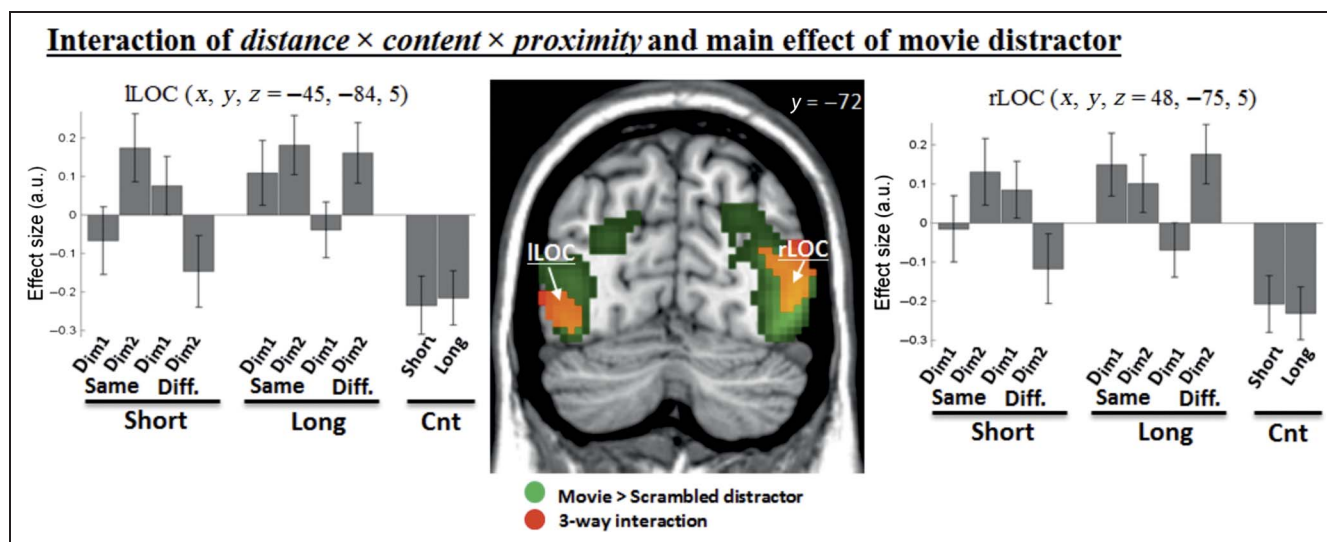 Interaction of distance × content × proximity and main effect of movie distractor
lLOC (x, y, z = −45, −84, 5)
Effect size (a.u.)
0.2
0.1
0
−0.1
−0.2
−0.3
Dim1 Dim2 Dim1 Dim2 Dim1 Dim2 Dim1 Dim2 Short Long
Same Diff. Same Diff.
Short Long Cnt
y = −72
lLOC
rLOC
Movie > Scrambled distractor
3-way interaction
rLOC (x, y, z = 48, −75, 5)
Effect size (a.u.)
0.2
0.1
0
−0.1
−0.2
−0.3
Dim1 Dim2 Dim1 Dim2 Dim1 Dim2 Dim1 Dim2 Short Long
Same Diff. Same Diff.
Short Long Cnt